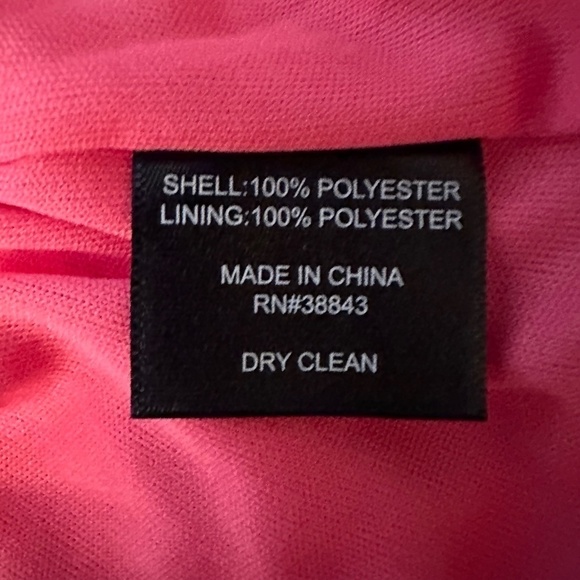 SHELL:100% POLYESTER
LINING:100% POLYESTER
MADE IN CHINA
RN#38843
DRY CLEAN